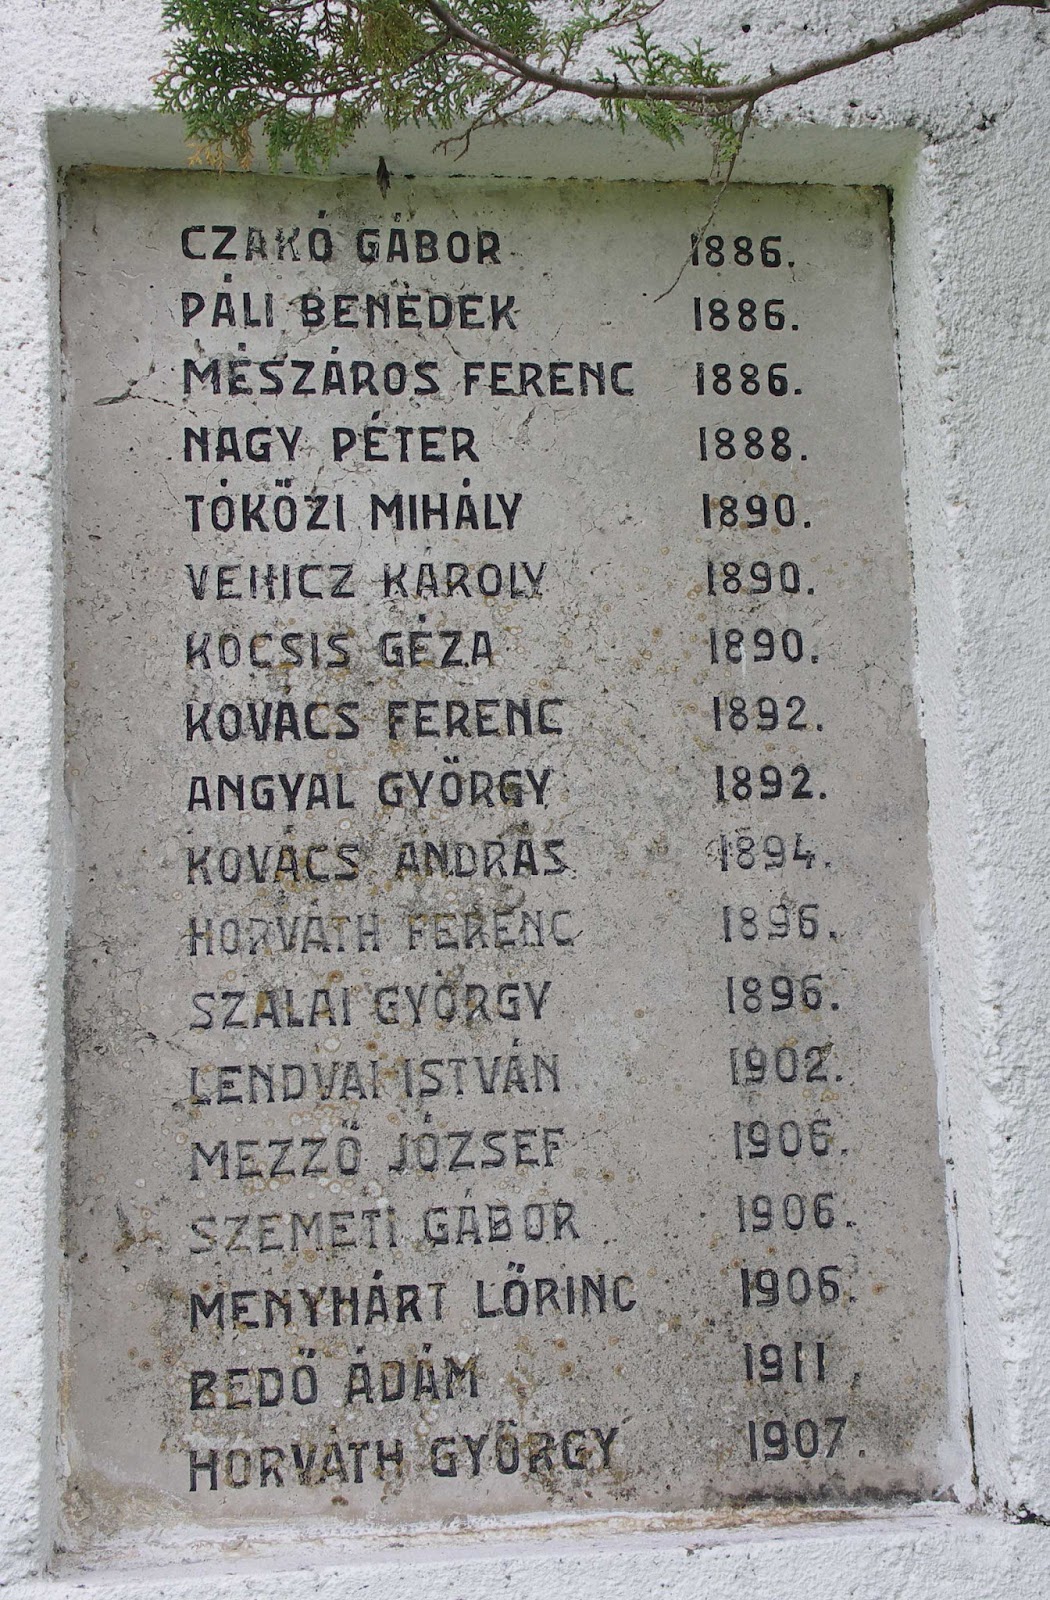 CZAKÓ GÁBOR 1886.
PÁLI BENEDEK 1886.
MÉSZÁROS FERENC 1886.
NAGY PÉTER 1888.
TÓKÖZI MIHÁLY 1890.
VEHICZ KÁROLY 1890.
KOCSIS GÉZA 1890.
KOVÁCS FERENC 1892.
ANGYAL GYÖRGY 1892.
KOVÁCS ANDRÁS 1894.
HORVÁTH FERENC 1896.
SZALAI GYÖRGY 1896.
LENDVAI ISTVÁN 1902.
MEZZŐ JÓZSEF 1906.
SZEMETI GÁBOR 1906.
MENYHÁRT LŐRINC 1906.
BEDŐ ÁDÁM 1911.
HORVÁTH GYÖRGY 1907.